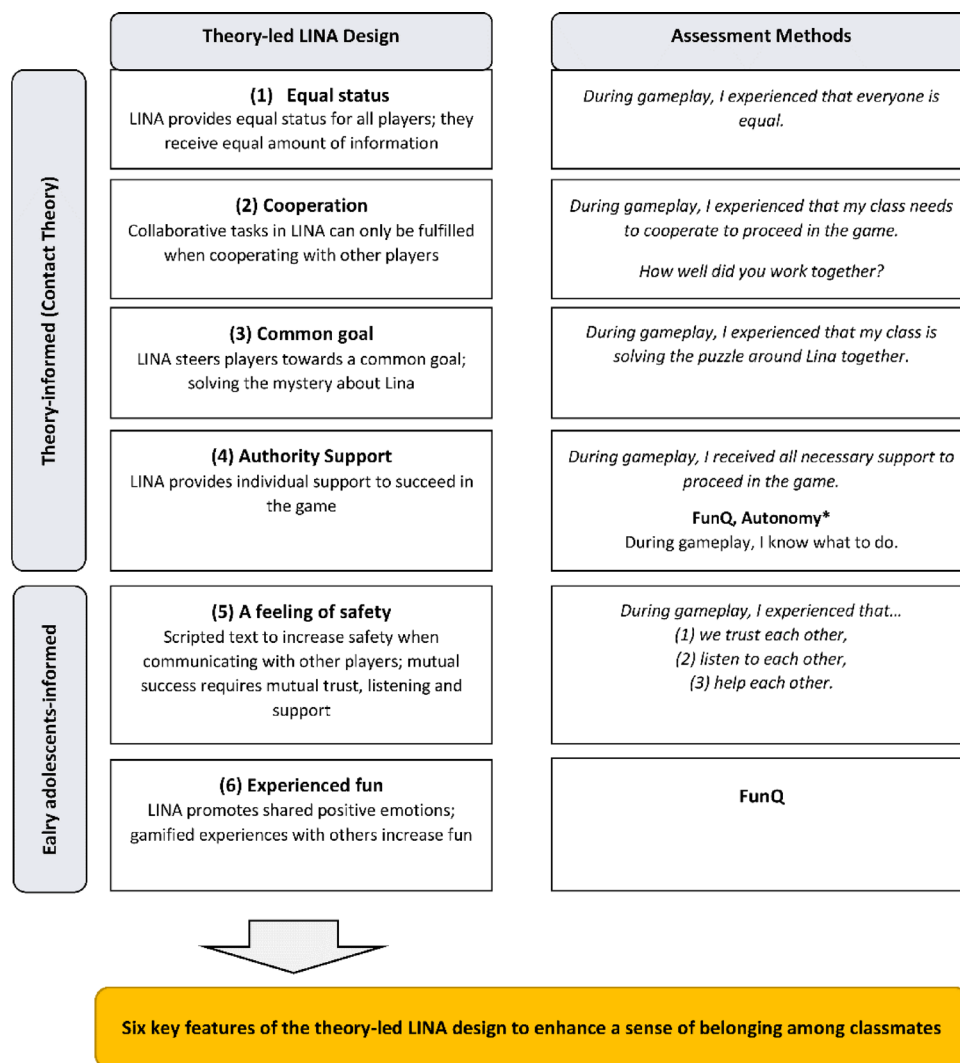 Theory-led LINA Design
Assessment Methods
Theory-informed (Contact Theory)
(1) Equal status
LINA provides equal status for all players; they
receive equal amount of information
During gameplay, I experienced that everyone is
equal.
(2) Cooperation
Collaborative tasks in LINA can only be fulfilled
when cooperating with other players
During gameplay, I experienced that my class needs
to cooperate to proceed in the game.
How well did you work together?
(3) Common goal
LINA steers players towards a common goal;
solving the mystery about Lina
During gameplay, I experienced that my class is
solving the puzzle around Lina together.
(4) Authority Support
LINA provides individual support to succeed in
the game
During gameplay, I received all necessary support to
proceed in the game.
FunQ, Autonomy*
During gameplay, I know what to do.
Ealry adolescents-informed
(5) A feeling of safety
Scripted text to increase safety when
communicating with other players; mutual
success requires mutual trust, listening and
support
During gameplay, I experienced that…
(1) we trust each other,
(2) listen to each other,
(3) help each other.
(6) Experienced fun
LINA promotes shared positive emotions;
gamified experiences with others increase fun
FunQ
Six key features of the theory-led LINA design to enhance a sense of belonging among classmates